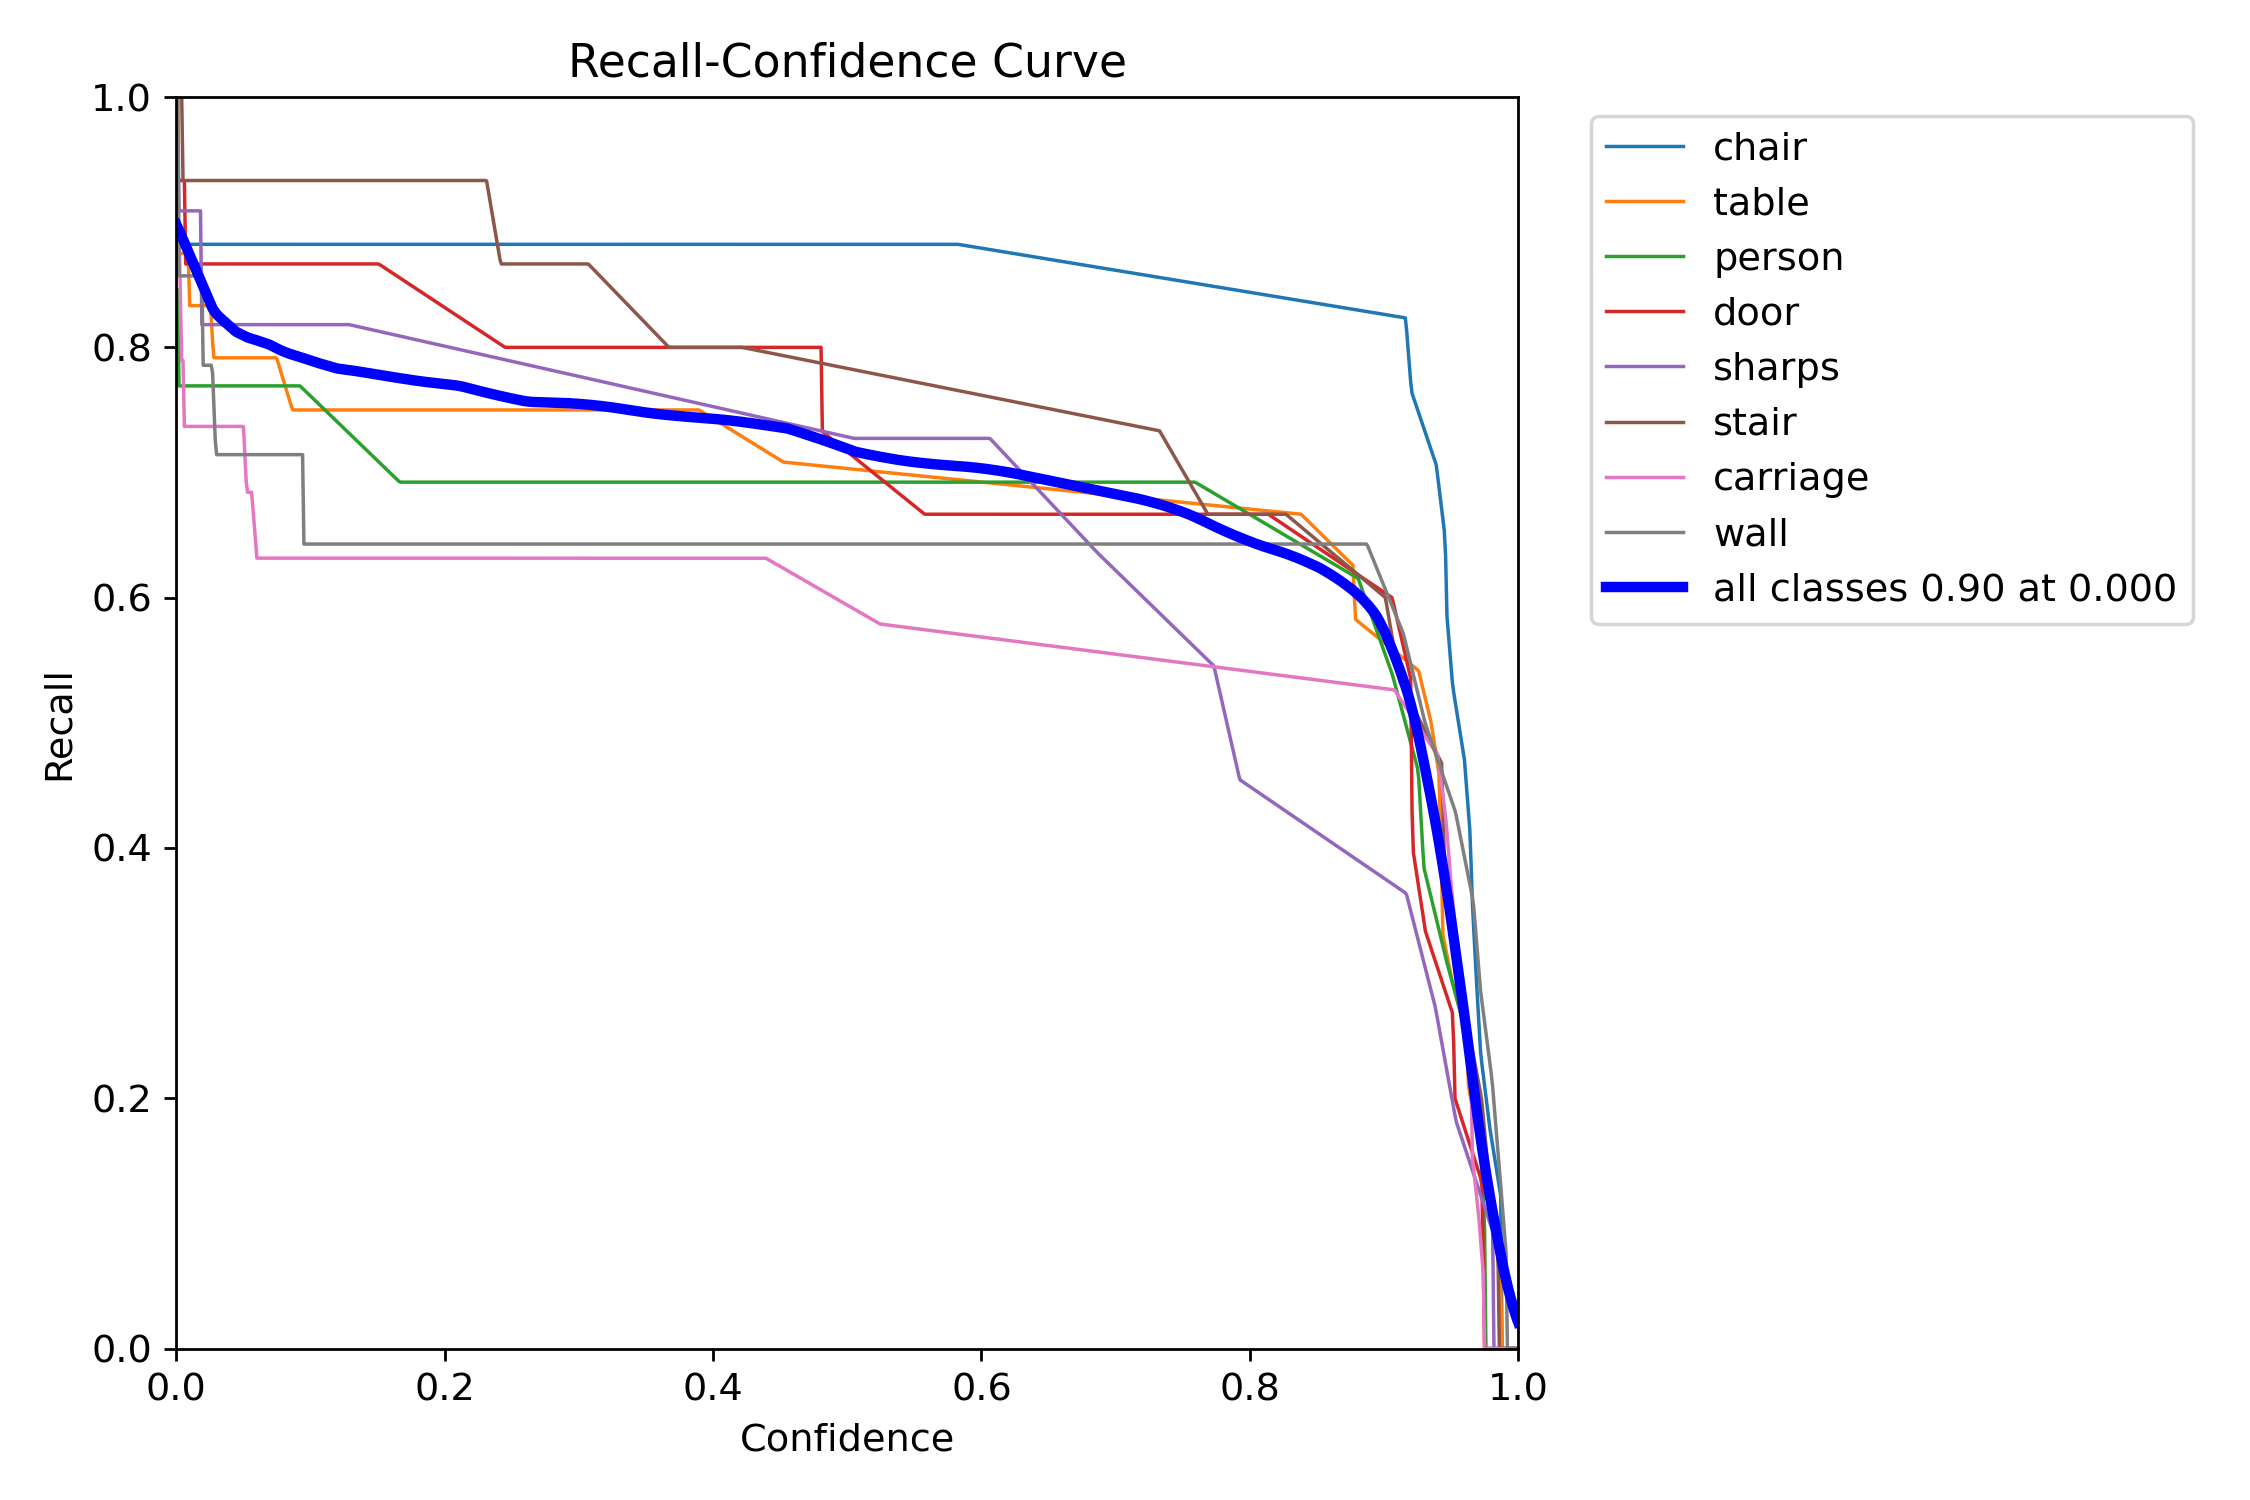 Recall-Confidence Curve
1.0
0.8
0.6
0.4
0.2
0.0
Recall
0.0 0.2 0.4 0.6 0.8 1.0
Confidence
chair
table
person
door
sharps
stair
carriage
wall
all classes 0.90 at 0.000